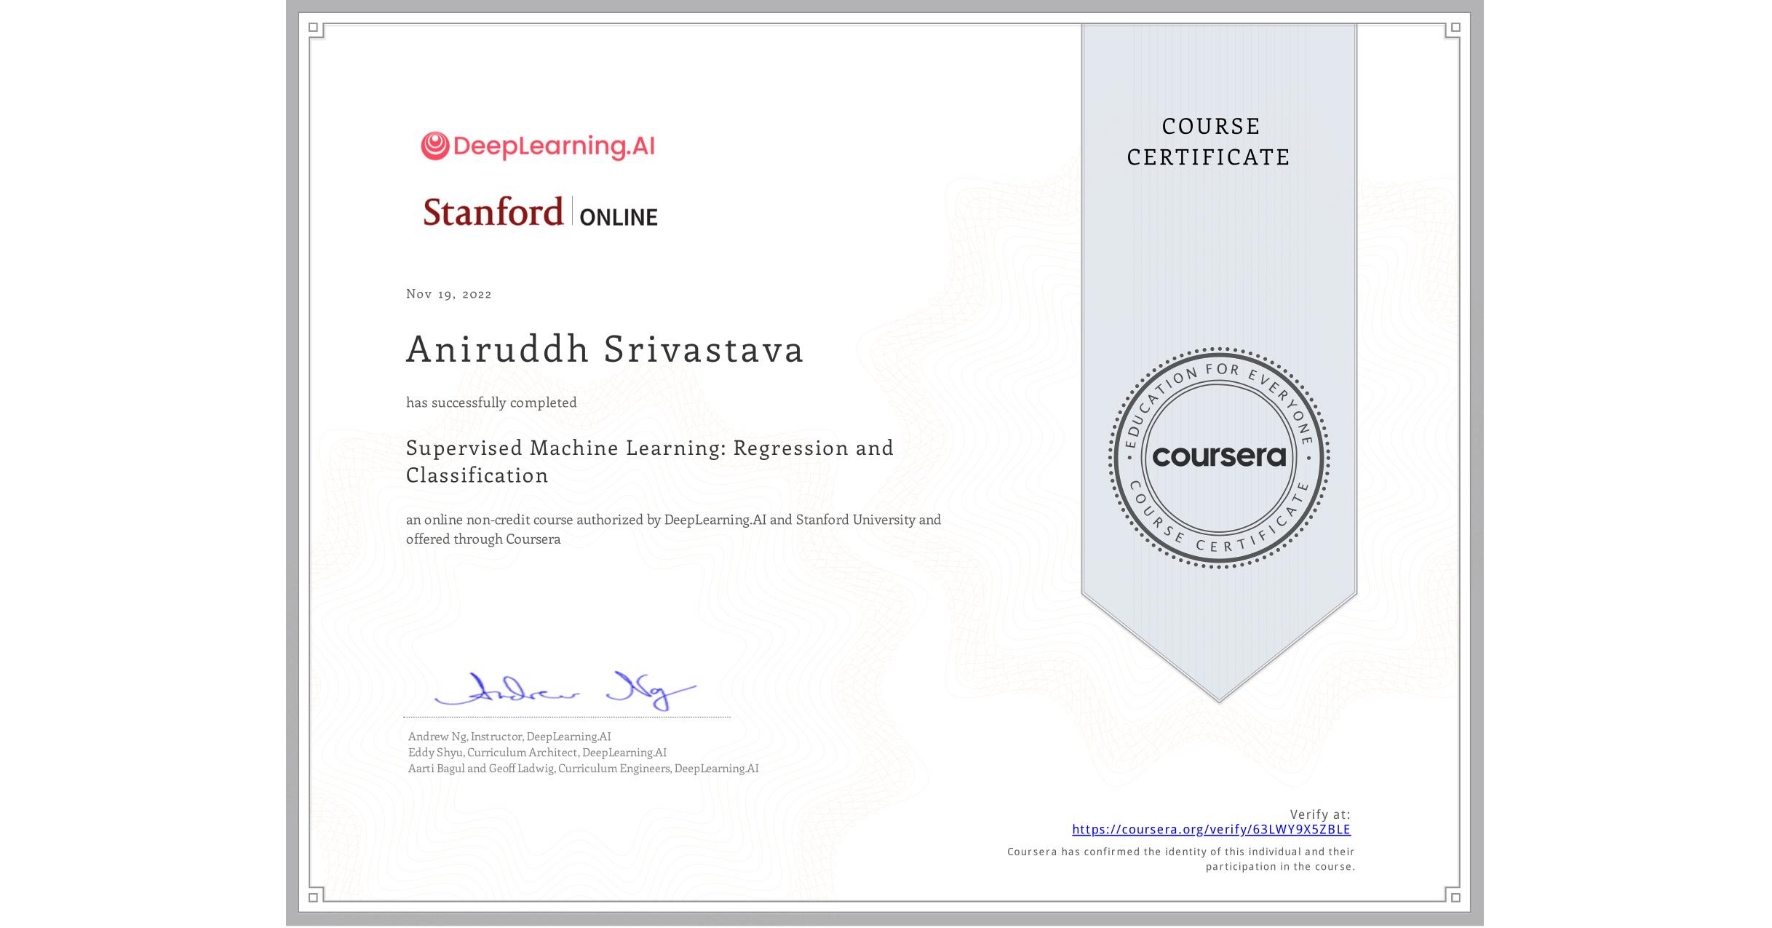 DeepLearning.AI
Stanford | ONLINE
Nov 19, 2022
Aniruddh Srivastava
has successfully completed
Supervised Machine Learning: Regression and
Classification
an online non-credit course authorized by DeepLearning.AI and Stanford University and
offered through Coursera
Andrew Ng
Andrew Ng, Instructor, DeepLearning.AI
Eddy Shyu, Curriculum Architect, DeepLearning.AI
Aarti Bagul and Geoff Ladwig, Curriculum Engineers, DeepLearning.AI
COURSE
CERTIFICATE
EDUCATION FOR EVERYONE
coursera
COURSE CERTIFICATE
Verify at:
https://coursera.org/verify/63LWY9X5ZBLE
Coursera has confirmed the identity of this individual and their
participation in the course.